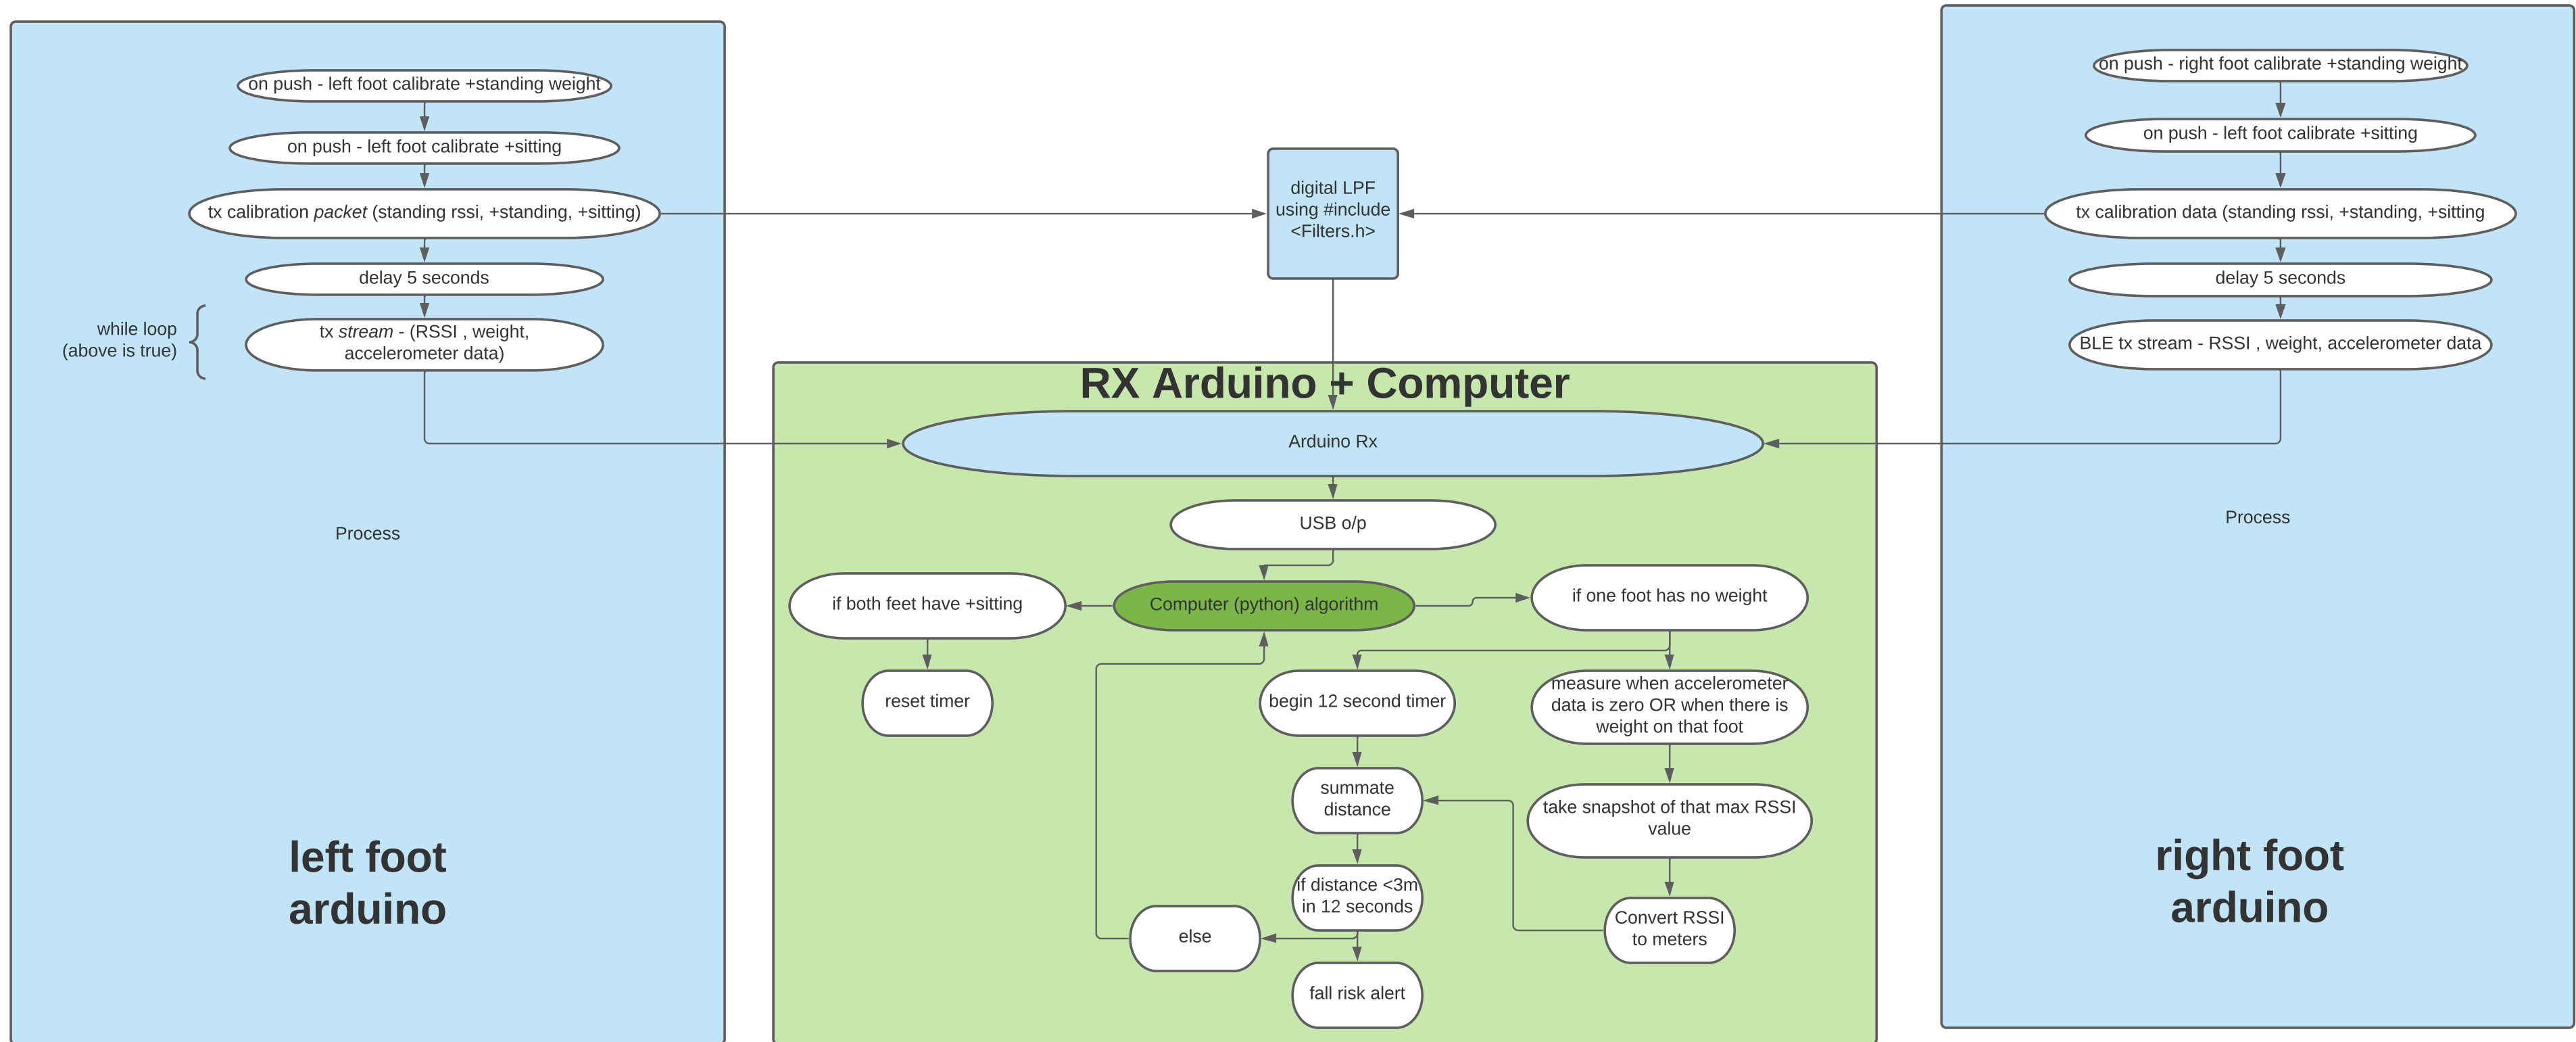 on push - left foot calibrate +standing weight
on push - left foot calibrate +sitting
tx calibration packet (standing rssi, +standing, +sitting)
delay 5 seconds
while loop
(above is true)
tx stream - (RSSI , weight,
accelerometer data)
Process
left foot
arduino
digital LPF
using #include
<Filters.h>
RX Arduino + Computer
Arduino Rx
USB o/p
Computer (python) algorithm
if both feet have +sitting
reset timer
if one foot has no weight
begin 12 second timer
measure when accelerometer
data is zero OR when there is
weight on that foot
summate
distance
take snapshot of that max RSSI
value
if distance <3m
in 12 seconds
Convert RSSI
to meters
else
fall risk alert
on push - right foot calibrate +standing weight
on push - left foot calibrate +sitting
tx calibration data (standing rssi, +standing, +sitting
delay 5 seconds
BLE tx stream - RSSI , weight, accelerometer data
Process
right foot
arduino